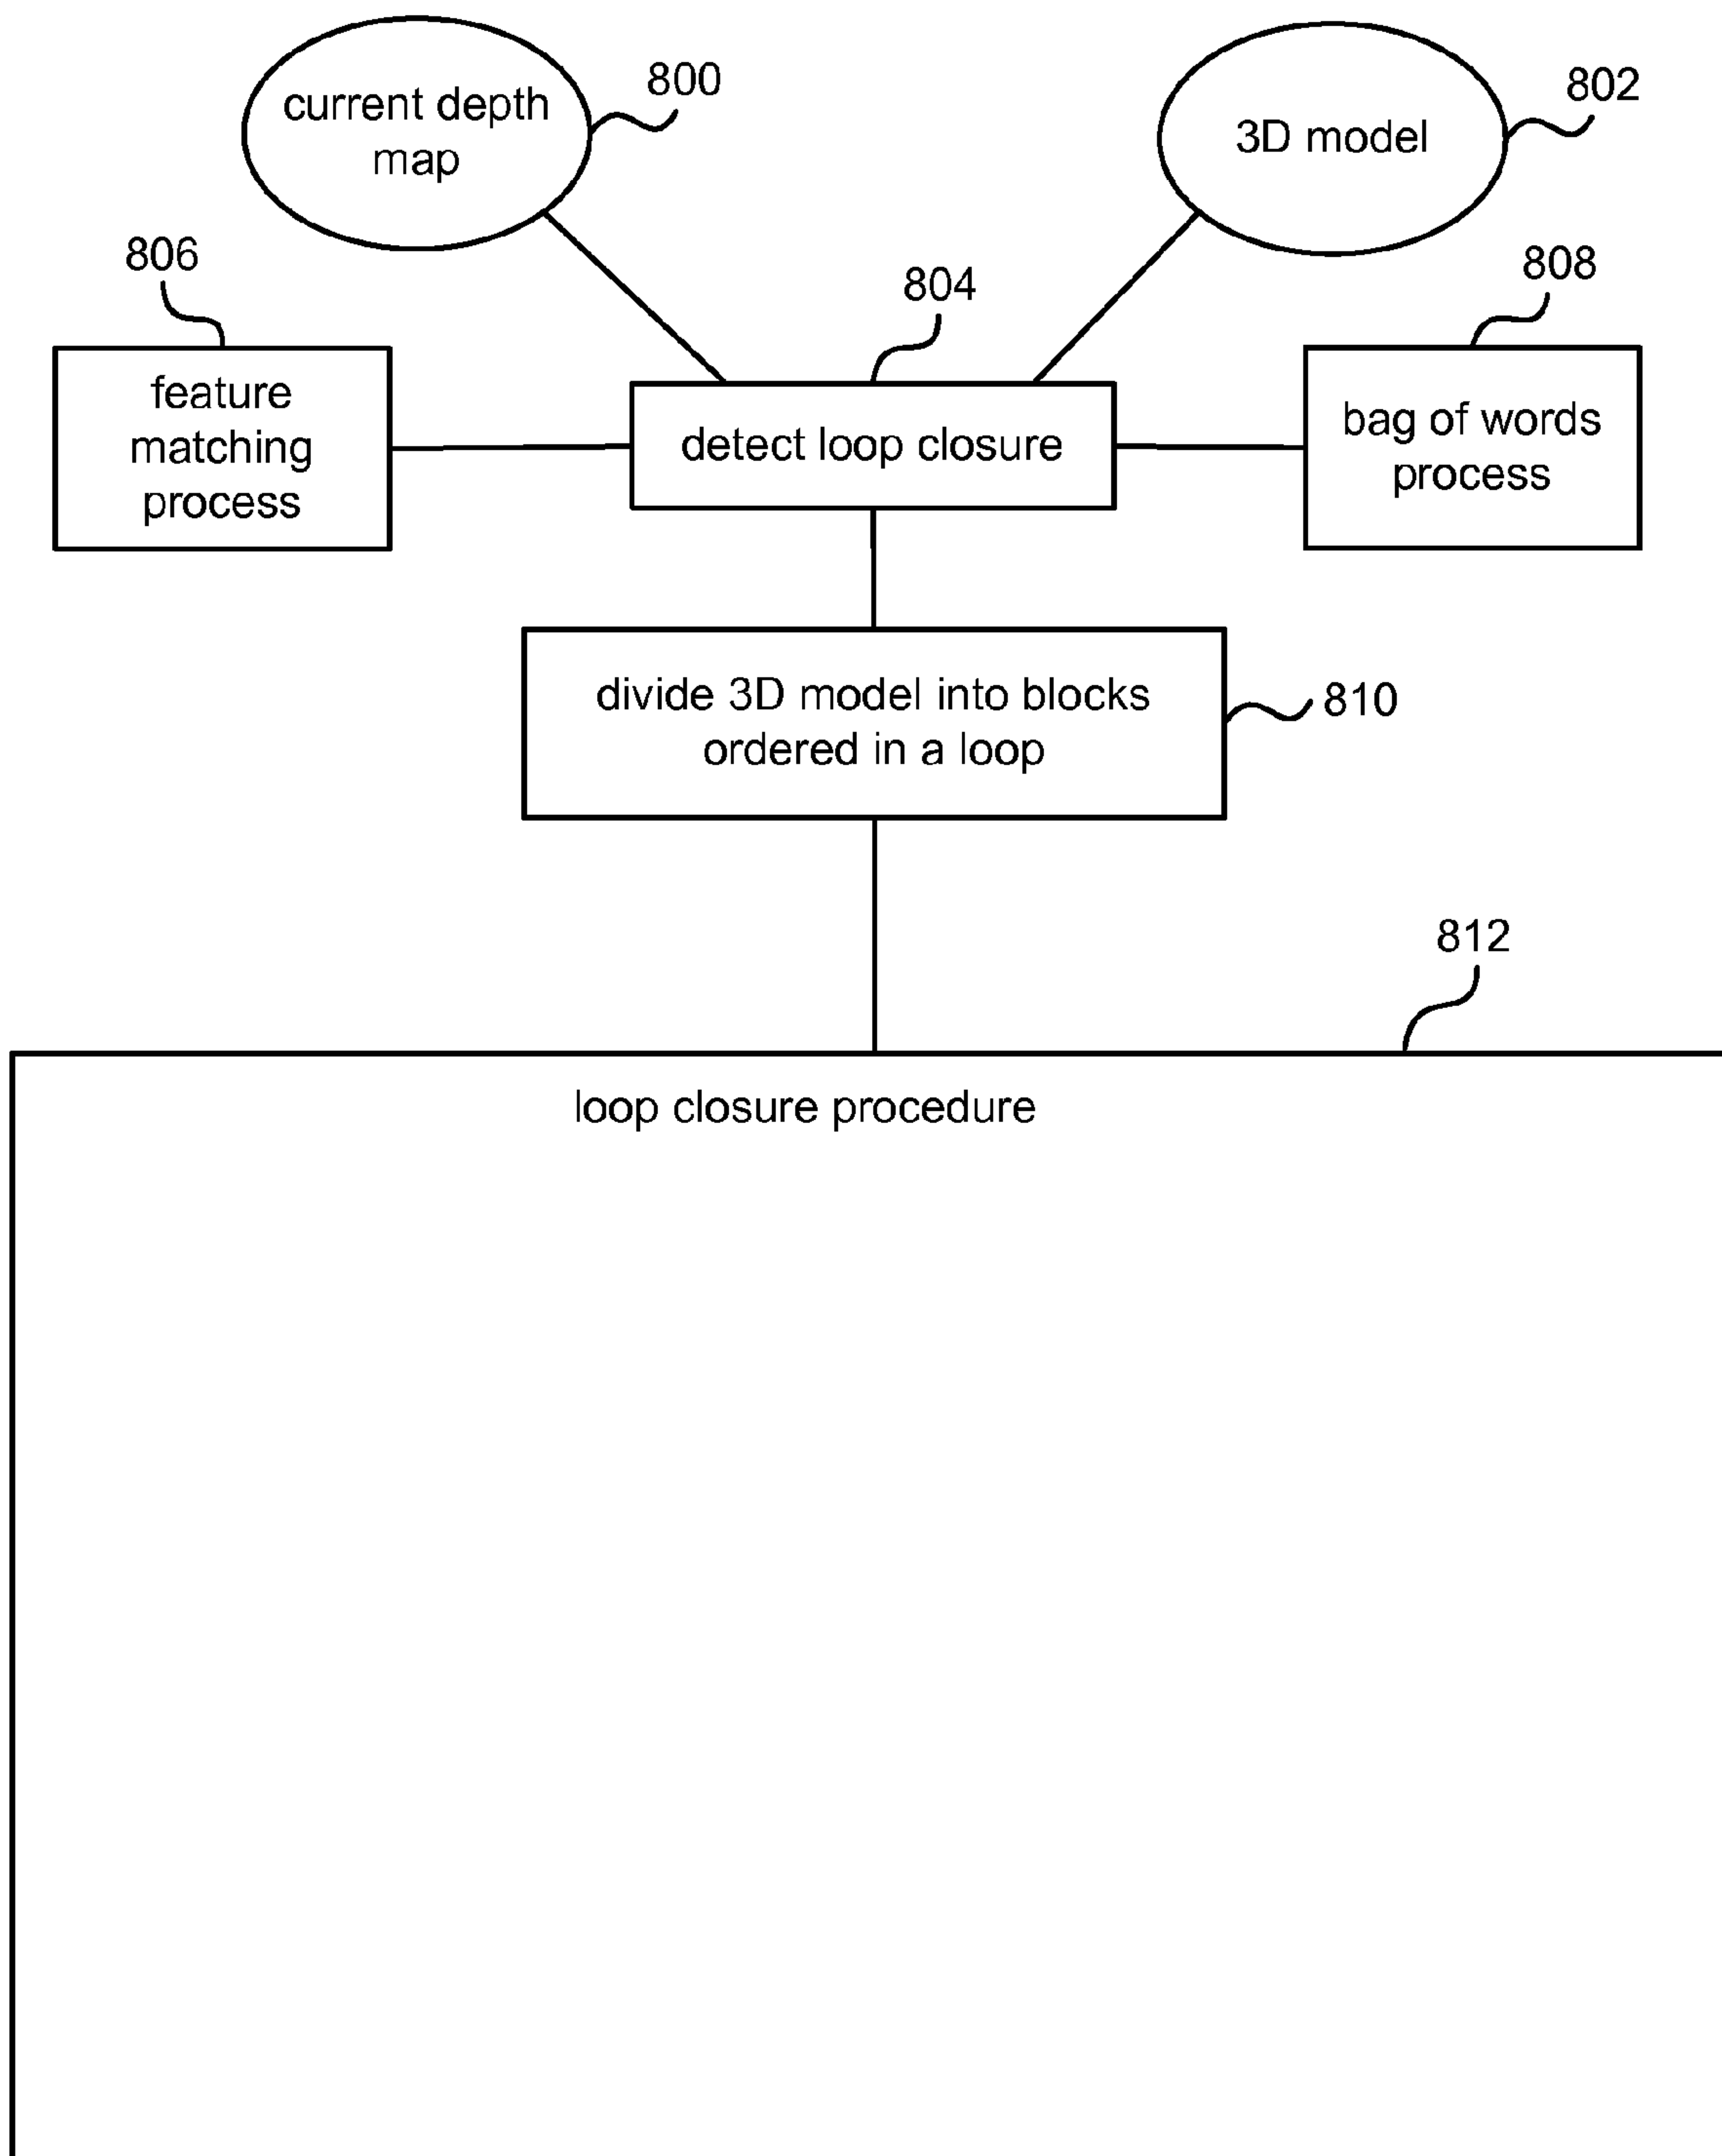 current depth
map
800
3D model
802
806
804
808
feature
matching
process
detect loop closure
bag of words
process
divide 3D model into blocks
ordered in a loop
810
812
loop closure procedure